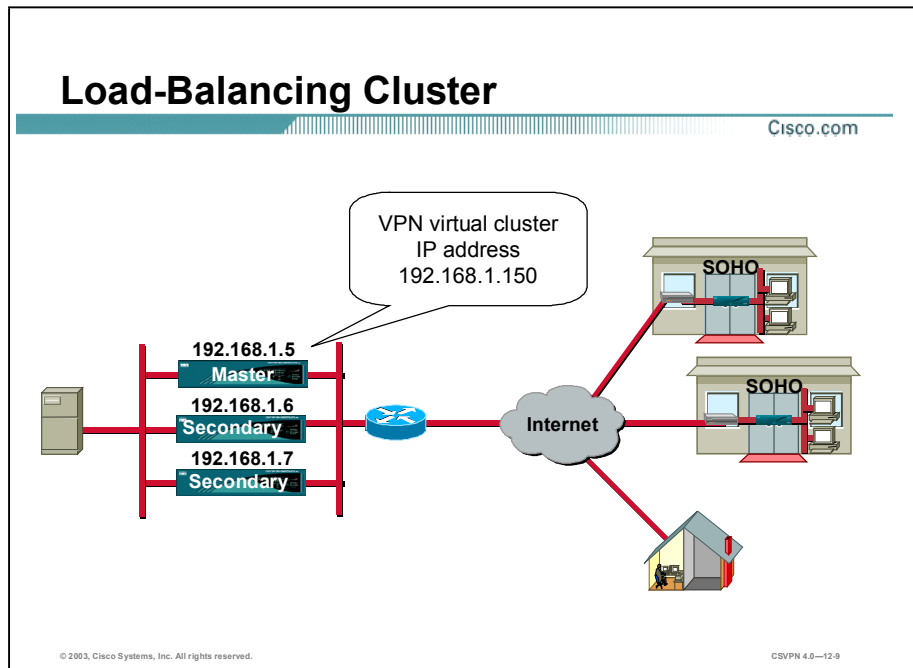 Load-Balancing Cluster
Cisco.com
VPN virtual cluster
IP address
192.168.1.150
SOHO
192.168.1.5
Master
SOHO
192.168.1.6
Secondary
Internet
192.168.1.7
Secondary
© 2003, Cisco Systems, Inc. All rights reserved.
CSVPN 4.0—12-9